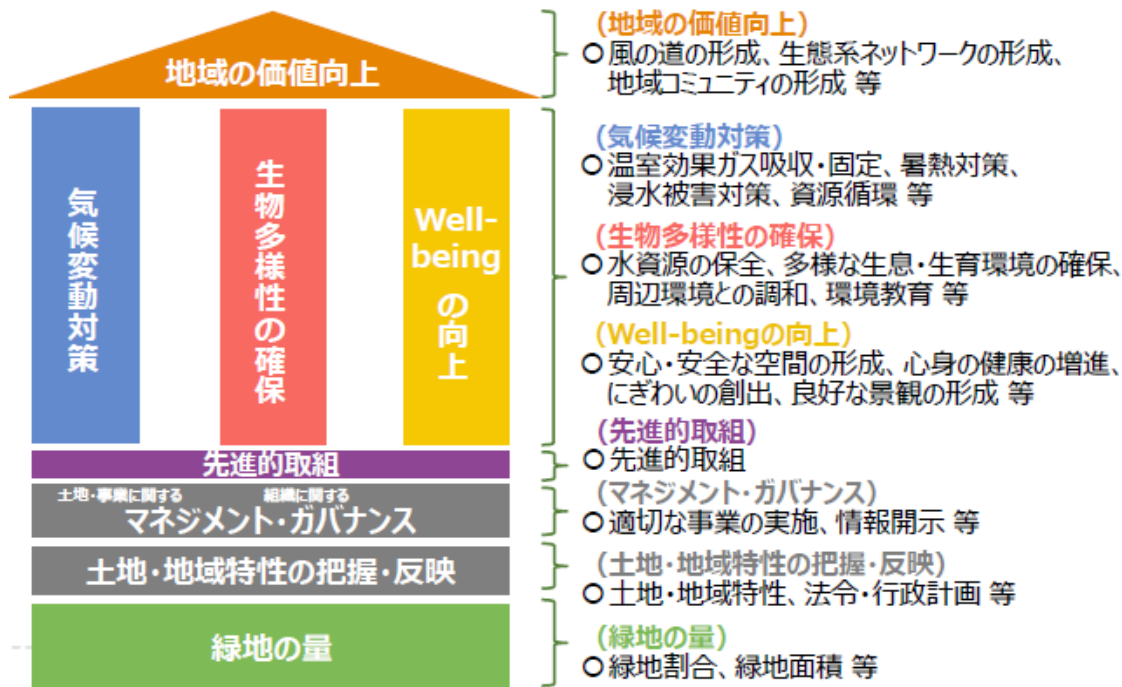 地域の価値向上
気候変動対策
生物多様性の確保
Well-
being
の向上
先進的取組
土地・事業に関する 組織に関する
マネジメント・ガバナンス
土地・地域特性の把握・反映
緑地の量
(地域の価値向上)
○風の道の形成、生態系ネットワークの形成、
地域コミュニティの形成 等
(気候変動対策)
○温室効果ガス吸収・固定、暑熱対策、
浸水被害対策、資源循環 等
(生物多様性の確保)
○水資源の保全、多様な生息・生育環境の確保、
周辺環境との調和、環境教育 等
(Well-beingの向上)
○安心・安全な空間の形成、心身の健康の増進、
にぎわいの創出、良好な景観の形成 等
(先進的取組)
○先進的取組
(マネジメント・ガバナンス)
○適切な事業の実施、情報開示 等
(土地・地域特性の把握・反映)
○土地・地域特性、法令・行政計画 等
(緑地の量)
○緑地割合、緑地面積 等